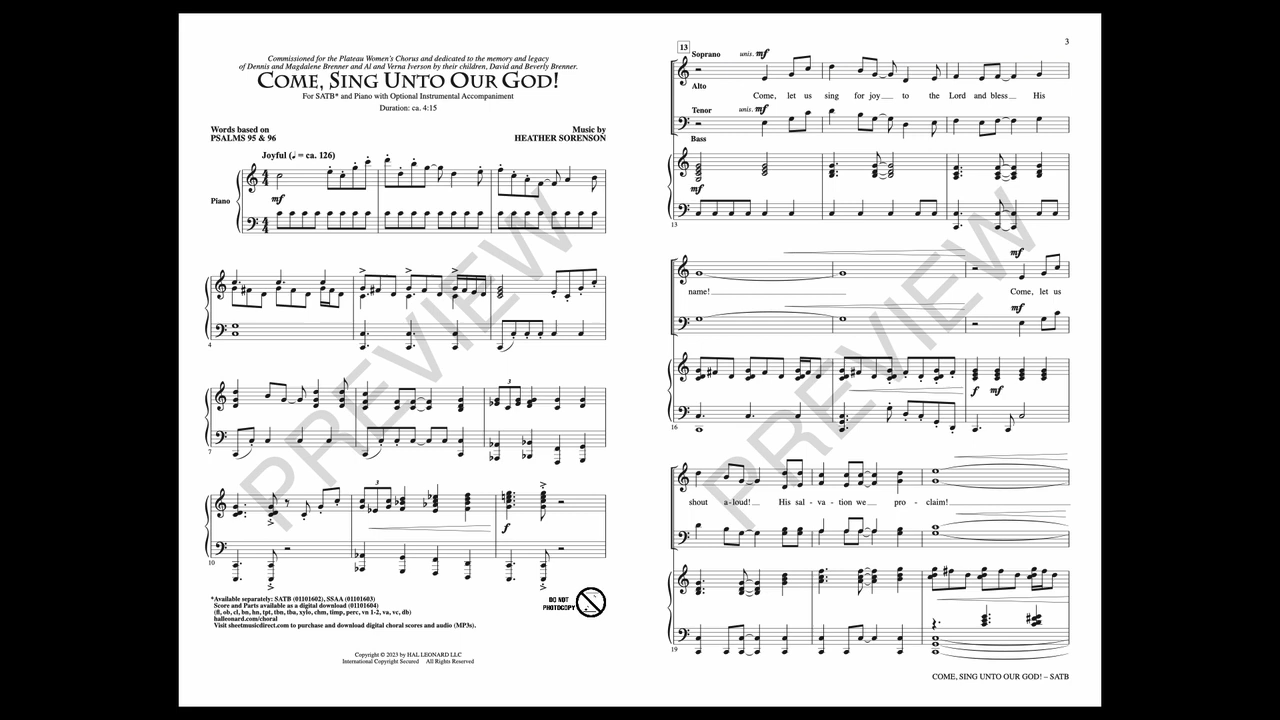 Commissioned for the Plateau Women's Chorus and dedicated to the memory and legacy
of Dennis and Magdalene Brenner and Al and Verna Iverson by their children, David and Beverly Brenner.
COME, SING UNTO OUR GOD!
For SATB* and Piano with Optional Instrumental Accompaniment
Duration: ca. 4:15
Words based on
PSALMS 95 & 96
Music by
HEATHER SORENSON
Joyful (♩ = ca. 126)
4
4
Piano
mf
4
4
4
7
3
10
3
f
*Available separately: SATB (01101602), SSAA (01101603)
Score and Parts available as a digital download (01101604)
(fl, ob, cl, bn, hn, tpt, tbn, tba, xylo, chm, timp, perc, vn 1-2, va, vc, db)
halleonard.com/choral
Visit sheetmusicdirect.com to purchase and download digital choral scores and audio (MP3s).
DO NOT
PHOTOCOPY
Copyright © 2023 by HAL LEONARD LLC
International Copyright Secured All Rights Reserved
PREVIEW
3
13
Soprano
unis. mf
Alto
Come, let us sing for joy to the Lord and bless His
Tenor
unis. mf
Bass
mf
13
mf
name! Come, let us
mf
f mf
16
shout a-loud! His sal - va - tion we pro - claim!
19
COME, SING UNTO OUR GOD! – SATB
PREVIEW